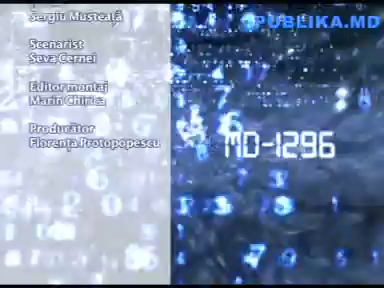 Sergiu Musteață
PUBLIKA.MD
Scenarist
Seva Cernei
Editor montaj
Marin Chirica
Producător
Florența Protopopescu
MD-1296